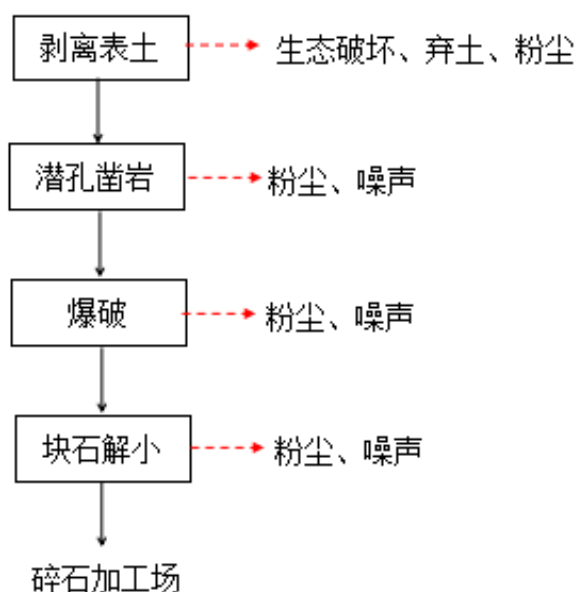 剥离表土
生态破坏、弃土、粉尘
潜孔凿岩
粉尘、噪声
爆破
粉尘、噪声
块石解小
粉尘、噪声
碎石加工场